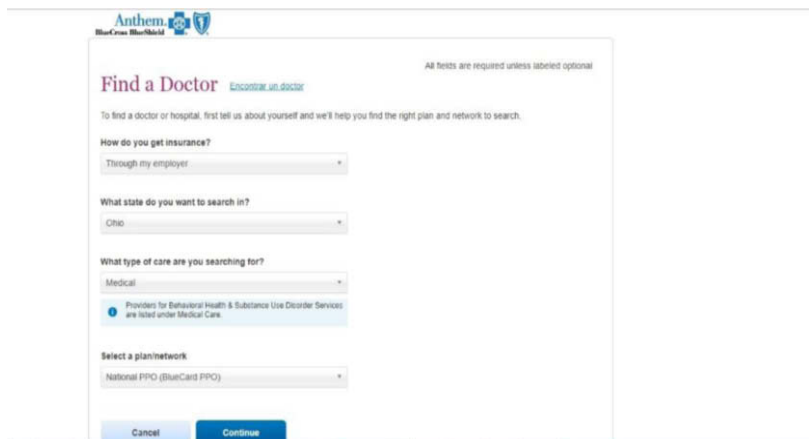 Anthem.
BlueCross BlueShield
All fields are required unless labeled optional
Find a Doctor Encontrar un doctor
To find a doctor or hospital, first tell us about yourself and we'll help you find the right plan and network to search.
How do you get insurance?
Through my employer
What state do you want to search in?
Ohio
What type of care are you searching for?
Medical
Providers for Behavioral Health & Substance Use Disorder Services
are listed under Medical Care.
Select a plan/network
National PPO (BlueCard PPO)
Cancel Continue